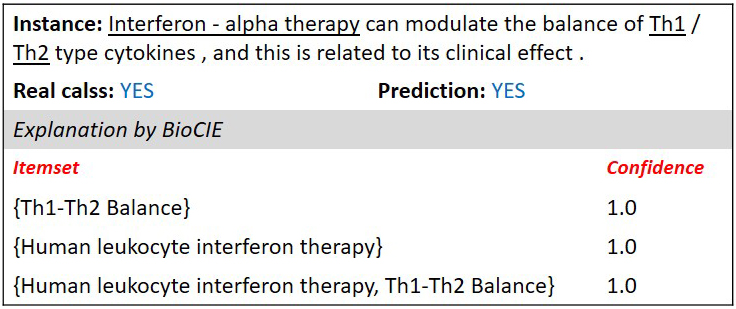 Instance: Interferon - alpha therapy can modulate the balance of Th1 /
Th2 type cytokines , and this is related to its clinical effect .
Real calss: YES Prediction: YES
Explanation by BioCIE
Itemset Confidence
{Th1-Th2 Balance} 1.0
{Human leukocyte interferon therapy} 1.0
{Human leukocyte interferon therapy, Th1-Th2 Balance} 1.0